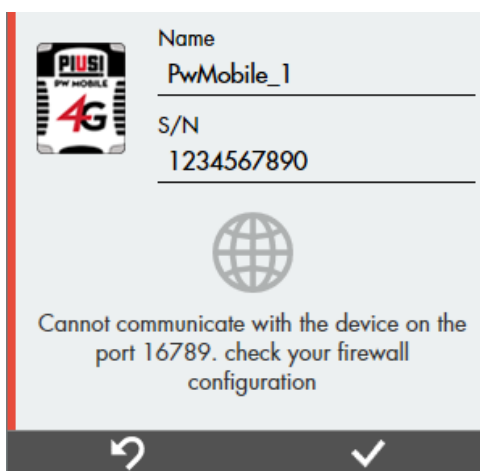 PIUSI
PW MOBILE
4G
Name
PwMobile_1
S/N
1234567890
Cannot communicate with the device on the
port 16789. check your firewall
configuration